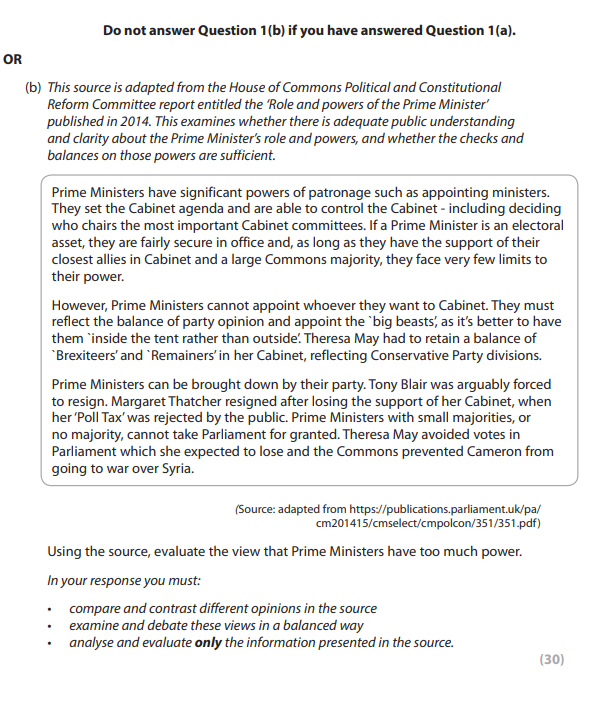 Do not answer Question 1(b) if you have answered Question 1(a).
OR
(b) This source is adapted from the House of Commons Political and Constitutional
Reform Committee report entitled the ‘Role and powers of the Prime Minister’
published in 2014. This examines whether there is adequate public understanding
and clarity about the Prime Minister’s role and powers, and whether the checks and
balances on those powers are sufficient.
Prime Ministers have significant powers of patronage such as appointing ministers.
They set the Cabinet agenda and are able to control the Cabinet - including deciding
who chairs the most important Cabinet committees. If a Prime Minister is an electoral
asset, they are fairly secure in office and, as long as they have the support of their
closest allies in Cabinet and a large Commons majority, they face very few limits to
their power.
However, Prime Ministers cannot appoint whoever they want to Cabinet. They must
reflect the balance of party opinion and appoint the `big beasts’, as it’s better to have
them `inside the tent rather than outside’. Theresa May had to retain a balance of
`Brexiteers’ and `Remainers’ in her Cabinet, reflecting Conservative Party divisions.
Prime Ministers can be brought down by their party. Tony Blair was arguably forced
to resign. Margaret Thatcher resigned after losing the support of her Cabinet, when
her ‘Poll Tax’ was rejected by the public. Prime Ministers with small majorities, or
no majority, cannot take Parliament for granted. Theresa May avoided votes in
Parliament which she expected to lose and the Commons prevented Cameron from
going to war over Syria.
(Source: adapted from https://publications.parliament.uk/pa/
cm201415/cmselect/cmpolcon/351/351.pdf)
Using the source, evaluate the view that Prime Ministers have too much power.
In your response you must:
• compare and contrast different opinions in the source
• examine and debate these views in a balanced way
• analyse and evaluate only the information presented in the source.
(30)